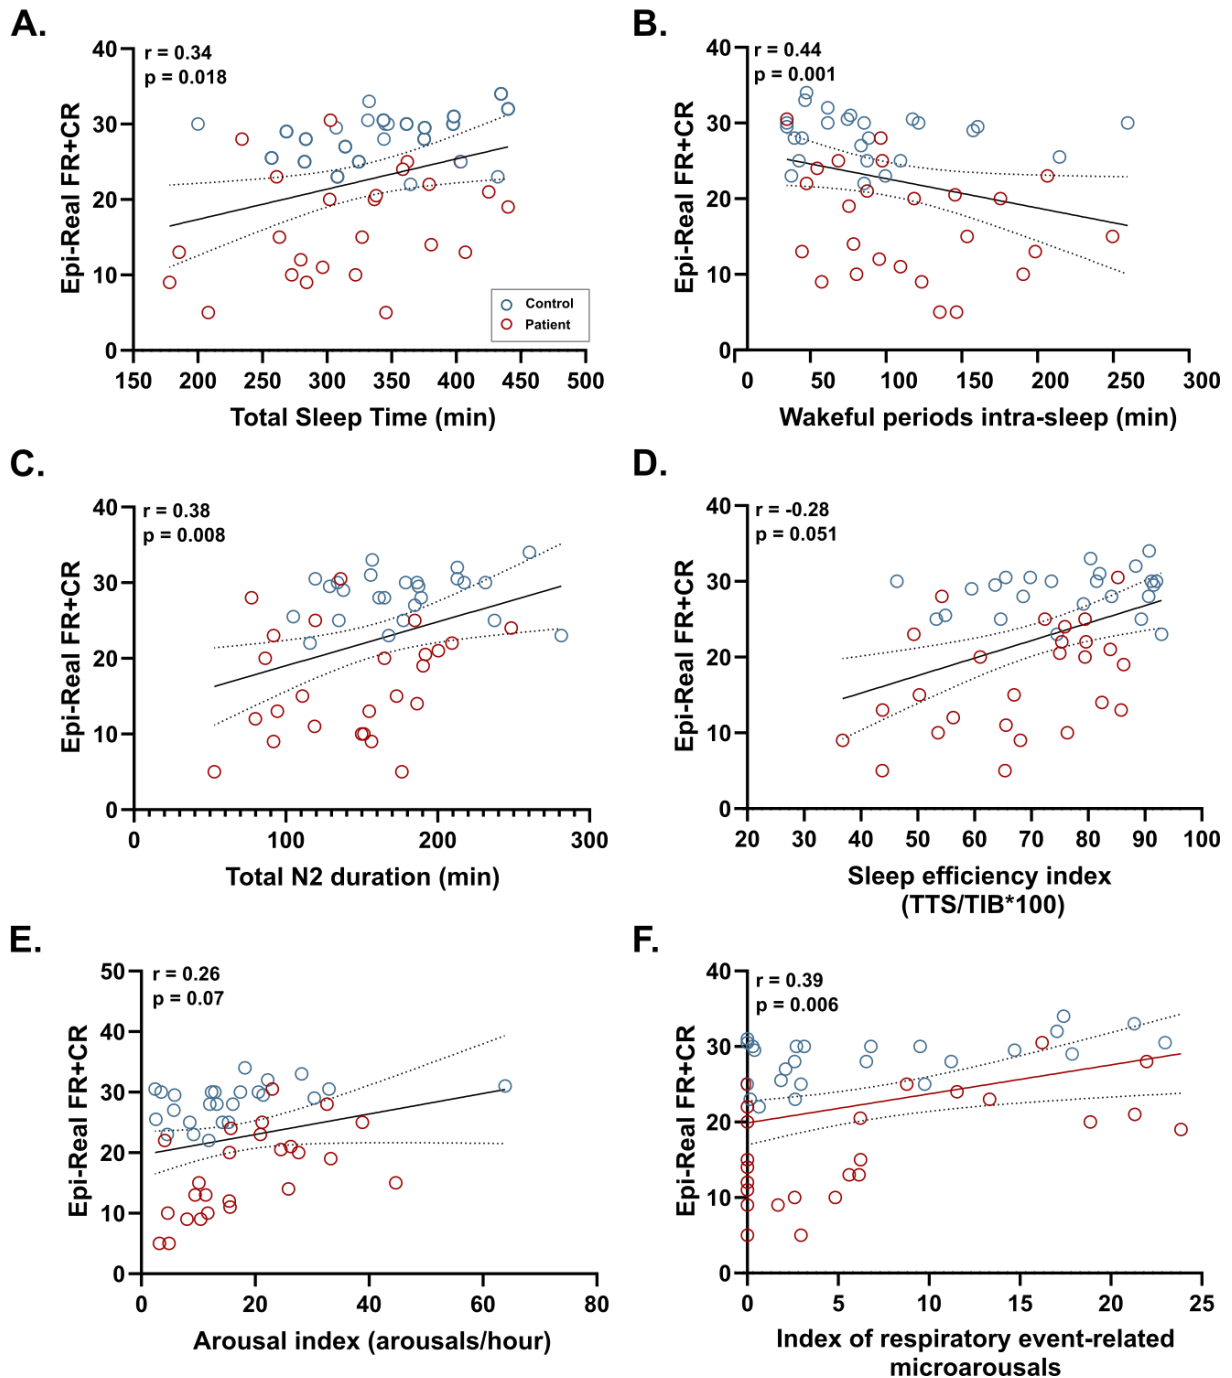 A.
r = 0.34
p = 0.018
Epi-Real FR+CR
40
30
20
10
0
150 200 250 300 350 400 450 500
Total Sleep Time (min)
Control
Patient
B.
r = 0.44
p = 0.001
Epi-Real FR+CR
40
30
20
10
0
0 50 100 150 200 250 300
Wakeful periods intra-sleep (min)
C.
r = 0.38
p = 0.008
Epi-Real FR+CR
40
30
20
10
0
0 100 200 300
Total N2 duration (min)
D.
r = -0.28
p = 0.051
Epi-Real FR+CR
40
30
20
10
0
20 30 40 50 60 70 80 90 100
Sleep efficiency index
(TTS/TIB*100)
E.
r = 0.26
p = 0.07
Epi-Real FR+CR
50
40
30
20
10
0
0 20 40 60 80
Arousal index (arousals/hour)
F.
r = 0.39
p = 0.006
Epi-Real FR+CR
40
30
20
10
0
0 5 10 15 20 25
Index of respiratory event-related
microarousals